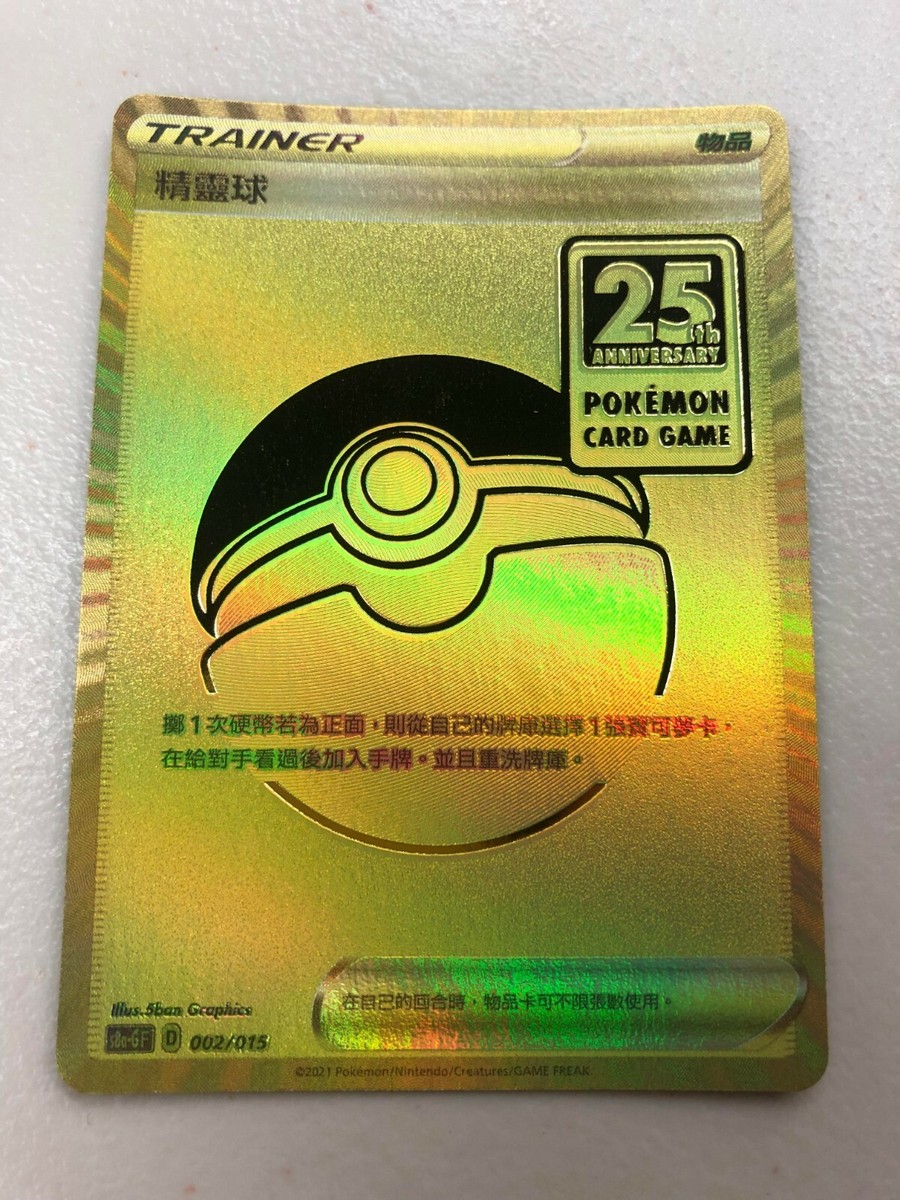 TRAINER 物品
精靈球
25th
ANNIVERSARY
POKÉMON
CARD GAME
擲1次硬幣若為正面，則從自己的牌庫選擇1張寶可夢卡，
在給對手看過後加入手牌。並且重洗牌庫。
在自己的回合時，物品卡可不限張數使用。
Illus.5ban Graphics
s8a-GF D 002/015
©2021 Pokémon/Nintendo/Creatures/GAME FREAK